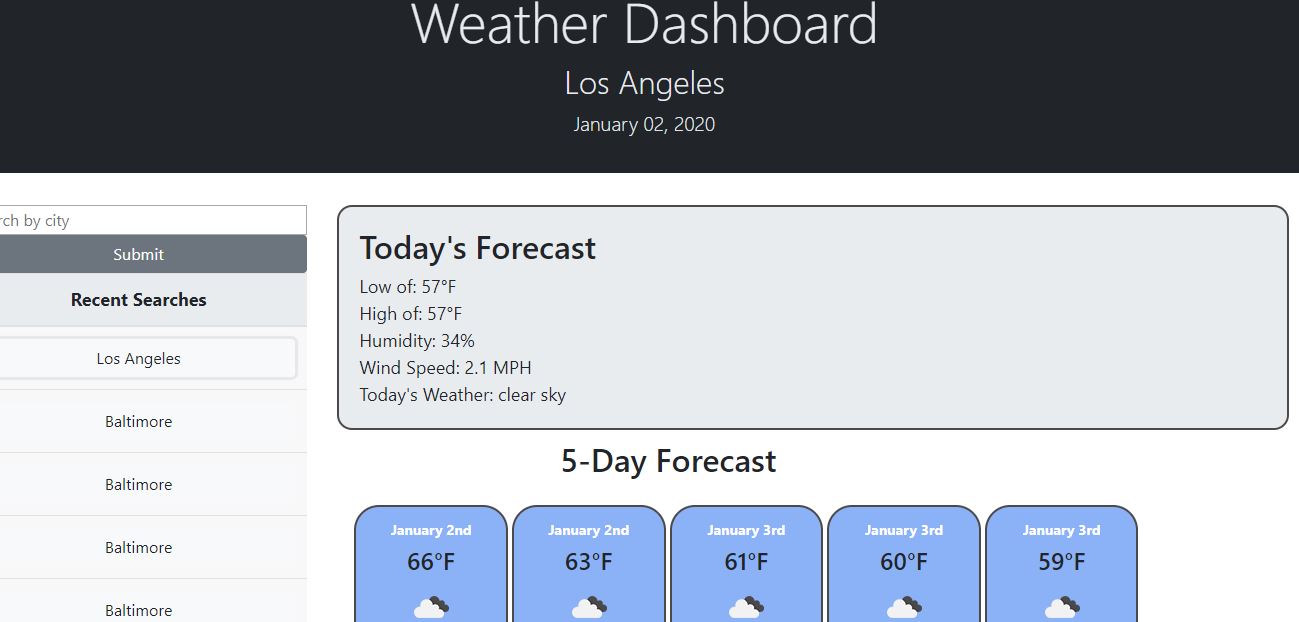 Weather Dashboard
Los Angeles
January 02, 2020
rch by city
Submit
Recent Searches
Los Angeles
Baltimore
Baltimore
Baltimore
Baltimore
Today's Forecast
Low of: 57°F
High of: 57°F
Humidity: 34%
Wind Speed: 2.1 MPH
Today's Weather: clear sky
5-Day Forecast
January 2nd
66°F
January 2nd
63°F
January 3rd
61°F
January 3rd
60°F
January 3rd
59°F